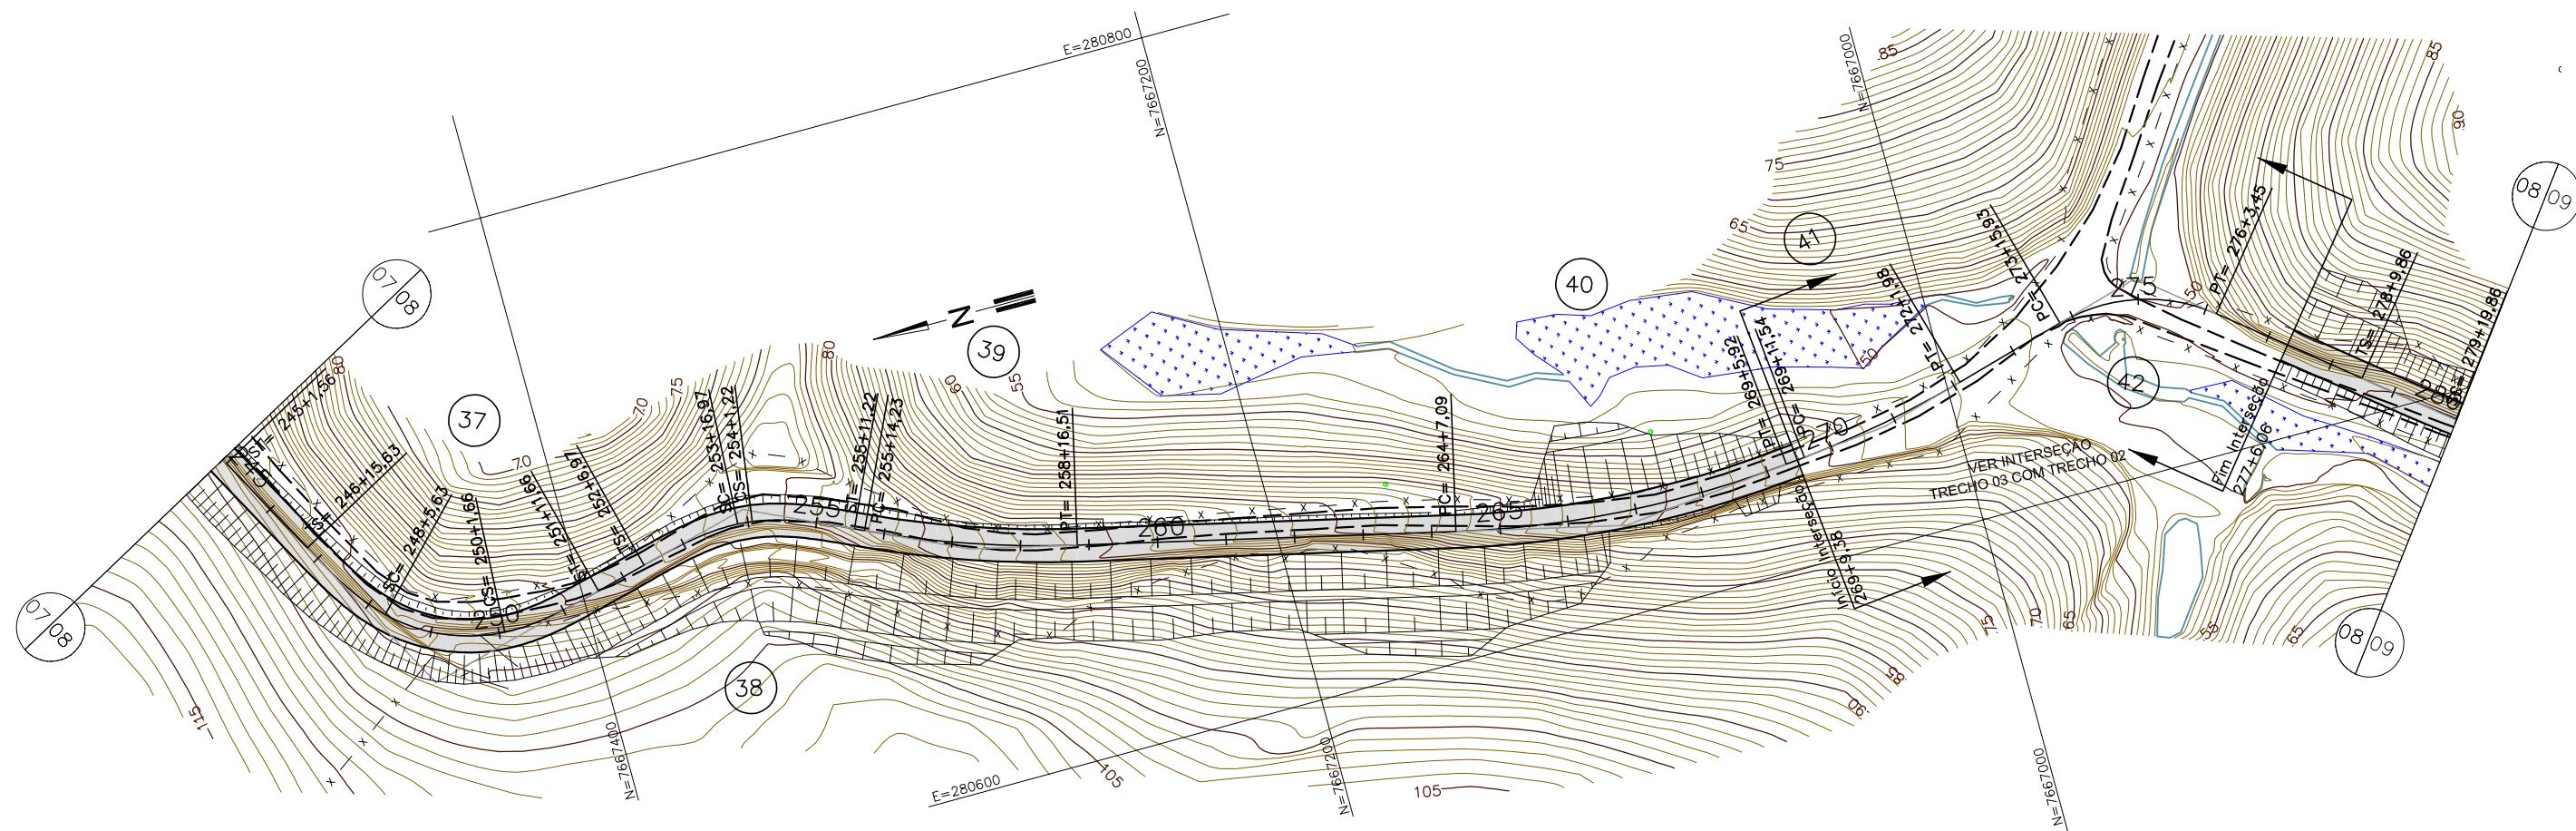 E=280800
N=7667200
N=7667000
85
85
90
75
65
07
08
07
08
80
37
70
70
75
80
60
55
N
39
40
41
50
50
42
08
09
08
09
ST= 245+1,56
TS= 246+15,63
SC= 248+5,63
CS= 250+1,66
ST= 251+11,66
TS= 252+6,97
SC= 253+16,97
CS= 254+1,22
ST= 255+11,22
PC= 255+14,23
PT= 258+16,51
PC= 264+7,09
PT= 269+5,92
PC= 269+11,54
PT= 272+1,98
PC= 273+15,93
PT= 276+3,45
TS= 278+9,86
279+19,86
250
255
260
265
270
275
Início Interseção
269+9,38
VER INTERSEÇÃO
TRECHO 03 COM TRECHO 02
Fim Interseção
277+6,06
38
115
105
105
90
85
75
70
65
55
65
N=7667400
E=280600
N=7667200
N=7667000